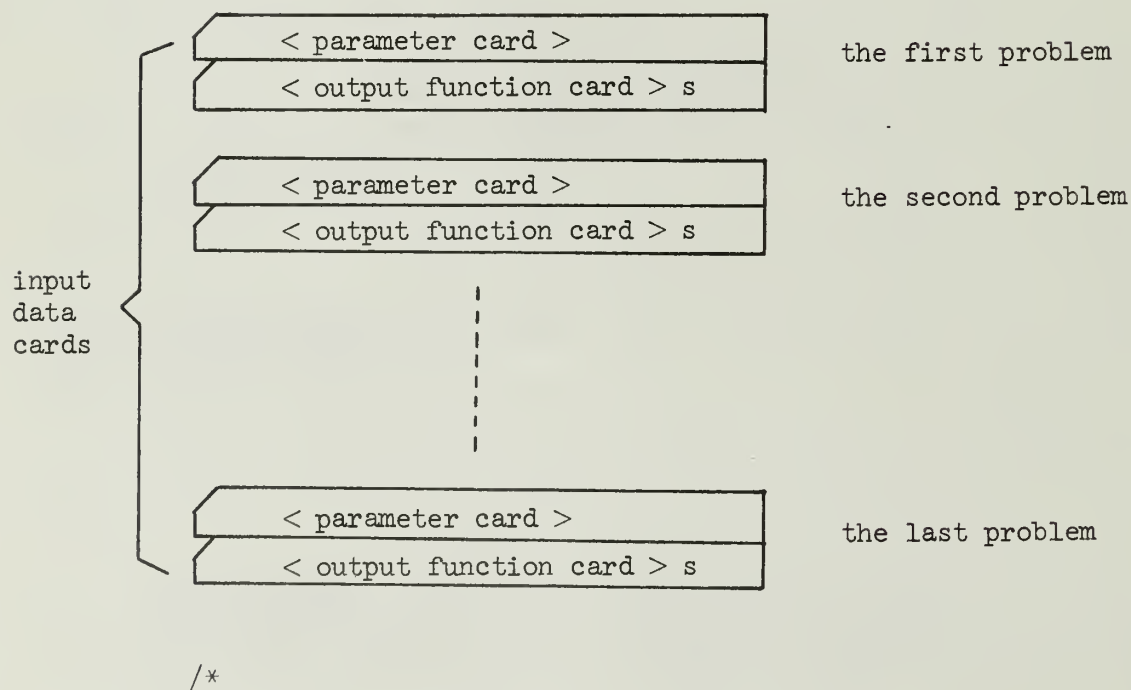 < parameter card > the first problem
< output function card > s
< parameter card > the second problem
< output function card > s
input
data
cards
< parameter card > the last problem
< output function card > s
/*